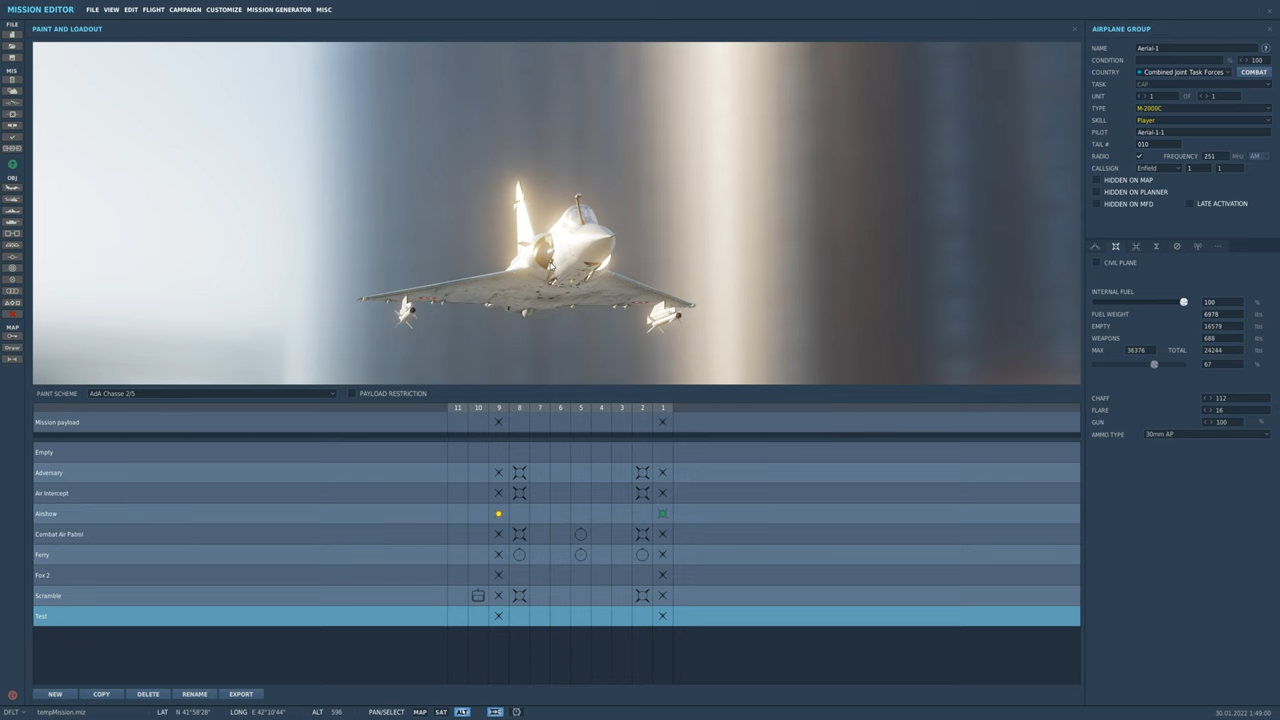 MISSION EDITOR FILE VIEW EDIT FLIGHT CAMPAIGN CUSTOMIZE MISSION GENERATOR MISC
FILE
MIS
OBJ
MAP
Draw
PAINT AND LOADOUT
PAINT SCHEME AdA Chasse 2/5 PAYLOAD RESTRICTION
11 10 9 8 7 6 5 4 3 2 1
Mission payload
Empty
Adversary
Air Intercept
Airshow
Combat Air Patrol
Ferry
Fox 2
Scramble
Test
NEW COPY DELETE RENAME EXPORT
AIRPLANE GROUP
NAME Aerial-1 ?
CONDITION % < > 100
COUNTRY Combined Joint Task Forces COMBAT
TASK CAP
UNIT < > 1 OF < > 1
TYPE M-2000C
SKILL Player
PILOT Aerial-1-1
TAIL # 010
RADIO FREQUENCY 251 MHz AM
CALLSIGN Enfield 1 1
HIDDEN ON MAP
HIDDEN ON PLANNER
HIDDEN ON MFD LATE ACTIVATION
CIVIL PLANE
INTERNAL FUEL
100 %
FUEL WEIGHT 6978 lbs
EMPTY 16579 lbs
WEAPONS 688 lbs
MAX 36376 TOTAL 24244 lbs
67 %
CHAFF < > 112
FLARE < > 16
GUN < > 100 %
AMMO TYPE 30mm AP
DFLT tempMission.miz LAT N 41°58'28" LONG E 42°10'44" ALT 596 PAN/SELECT MAP SAT ALT 30.01.2022 1:49:00